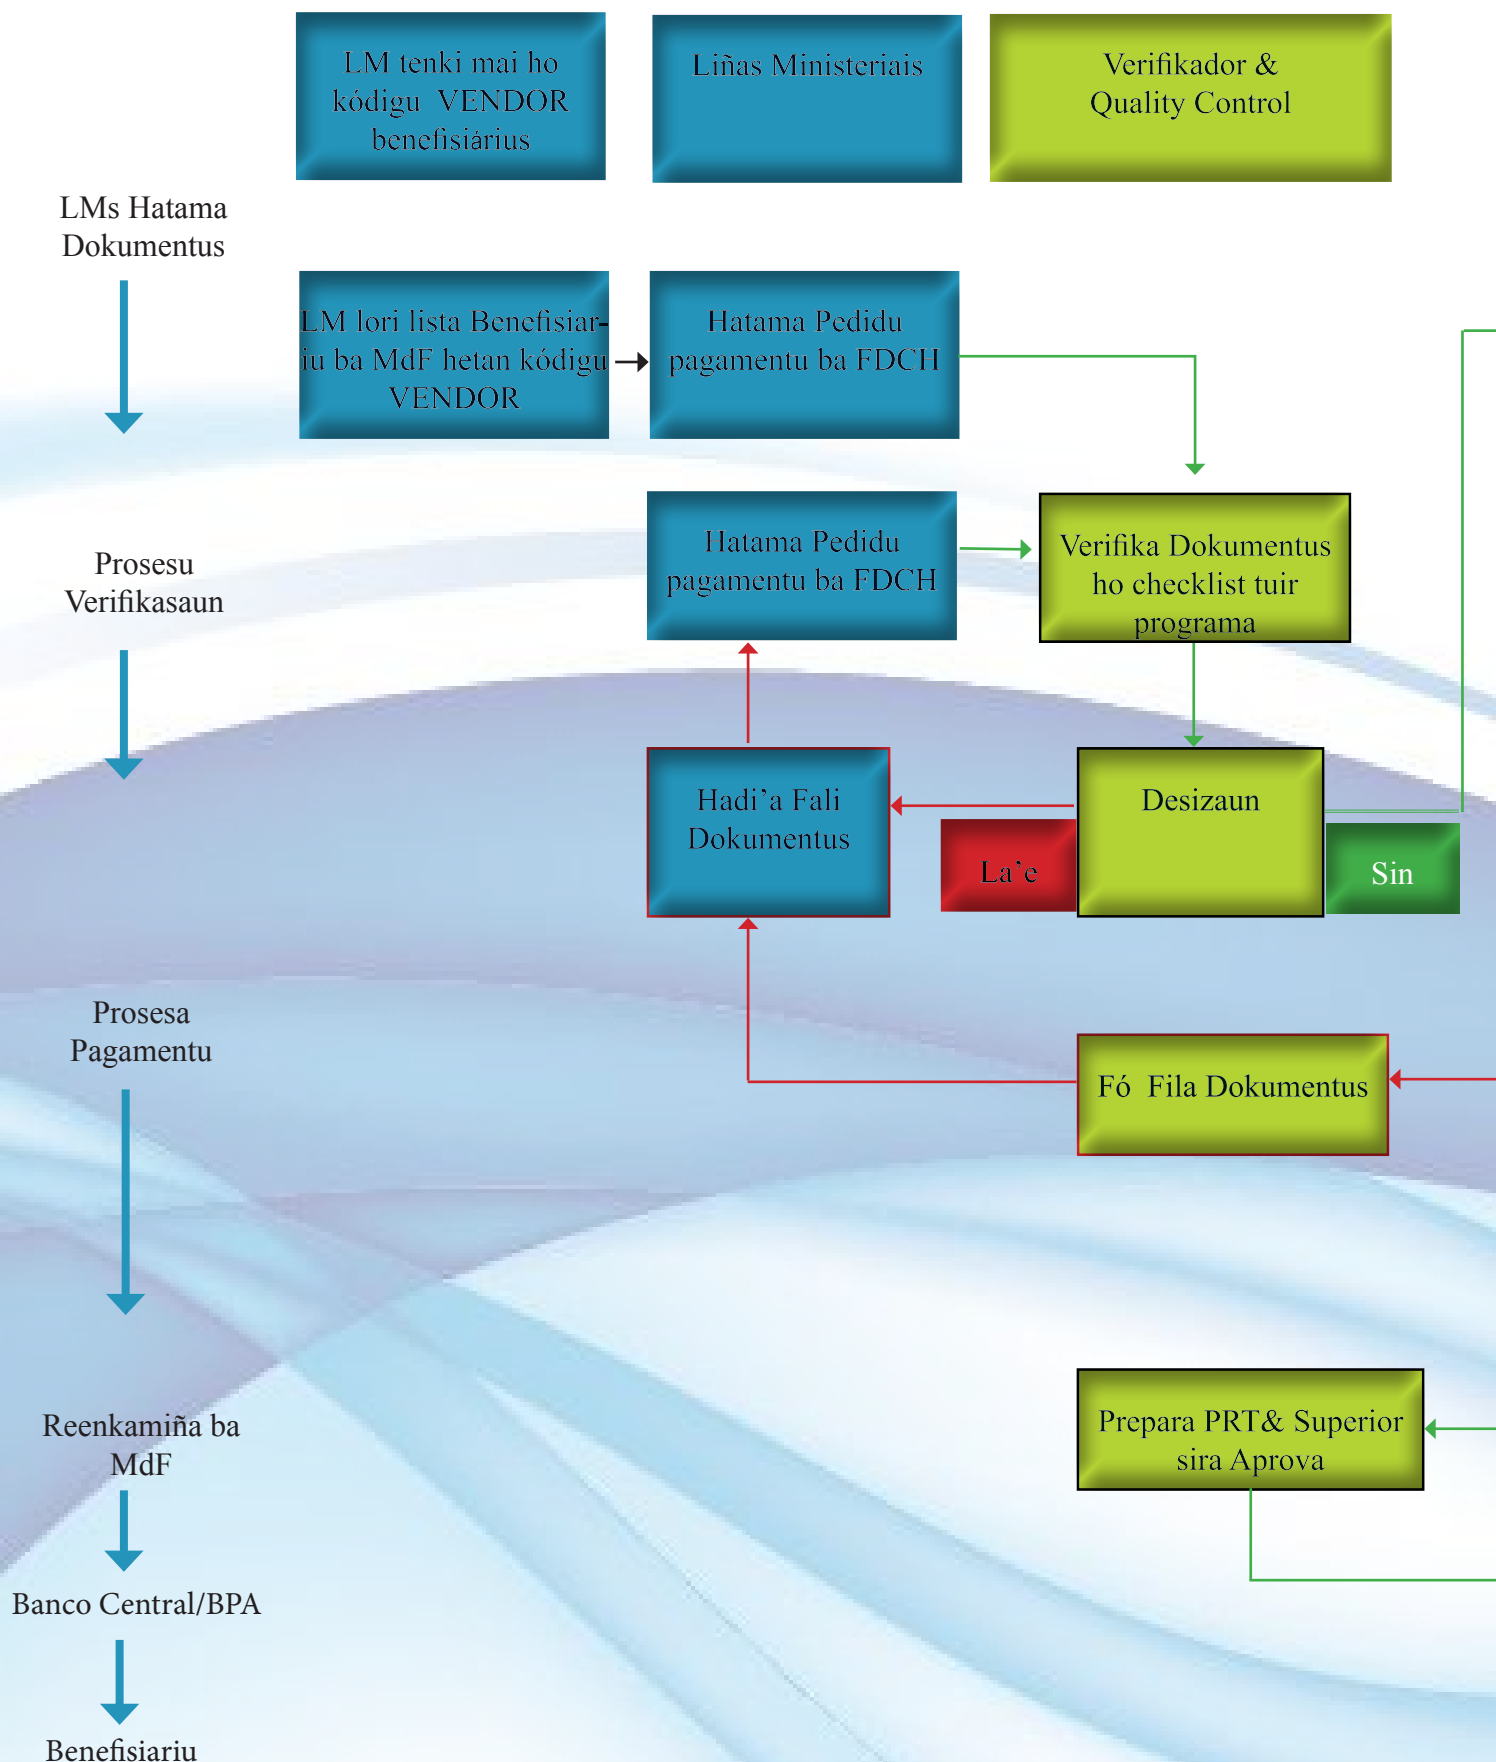 LM tenki mai ho
kódigu VENDOR
benefisiárius
Liñas Ministeriais
Verifikador &
Quality Control
LMs Hatama
Dokumentus
LM lori lista Benefisiar-
iu ba MdF hetan kódigu
VENDOR
Hatama Pedidu
pagamentu ba FDCH
Prosesu
Verifikasaun
Hatama Pedidu
pagamentu ba FDCH
Verifika Dokumentus
ho checklist tuir
programa
Hadi’a Fali
Dokumentus
La’e
Desizaun
Sin
Prosesa
Pagamentu
Fó Fila Dokumentus
Reenkamiña ba
MdF
Prepara PRT& Superior
sira Aprova
Banco Central/BPA
Benefisiariu